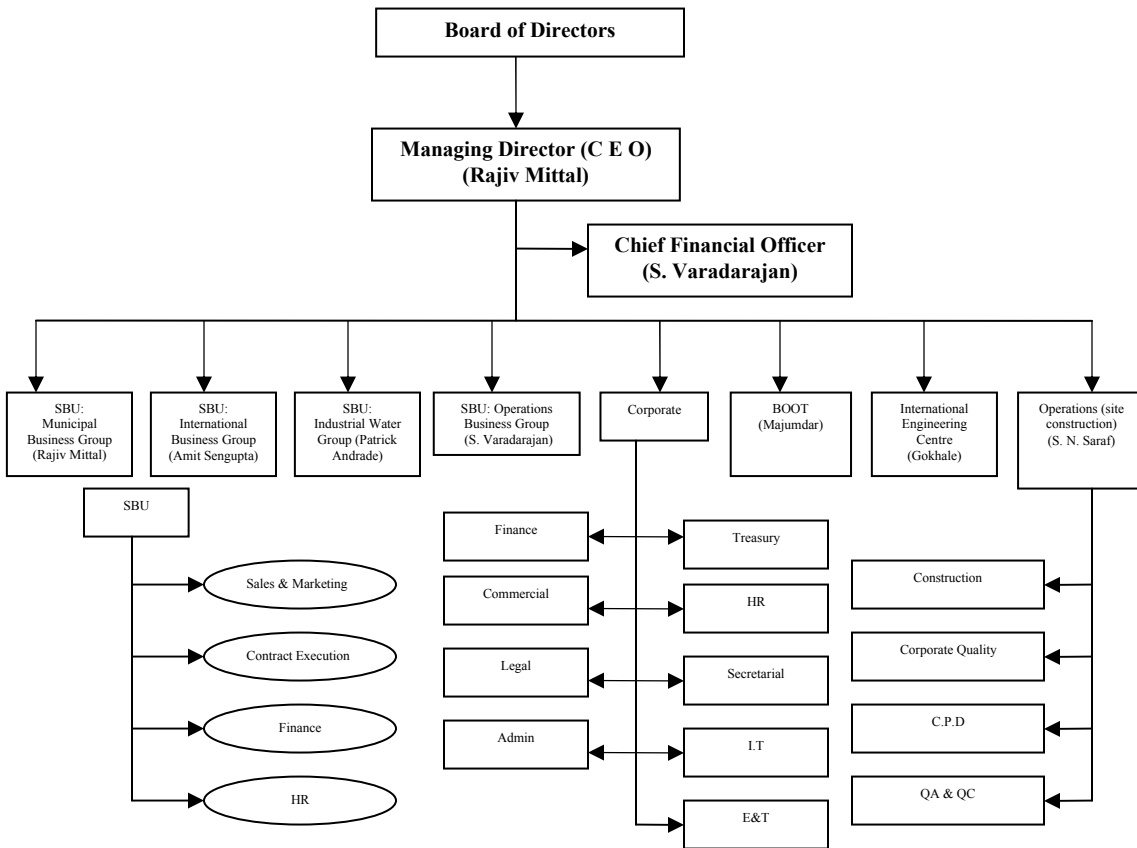 Board of Directors
Managing Director (C E O)
(Rajiv Mittal)
Chief Financial Officer
(S. Varadarajan)
SBU:
Municipal
Business Group
(Rajiv Mittal)
SBU:
International
Business Group
(Amit Sengupta)
SBU:
Industrial Water
Group (Patrick
Andrade)
SBU: Operations
Business Group
(S. Varadarajan)
Corporate
BOOT
(Majumdar)
International
Engineering
Centre
(Gokhale)
Operations (site
construction)
(S. N. Saraf)
SBU
Sales & Marketing
Contract Execution
Finance
HR
Finance
Treasury
Commercial
HR
Legal
Secretarial
Admin
I.T
E&T
Construction
Corporate Quality
C.P.D
QA & QC